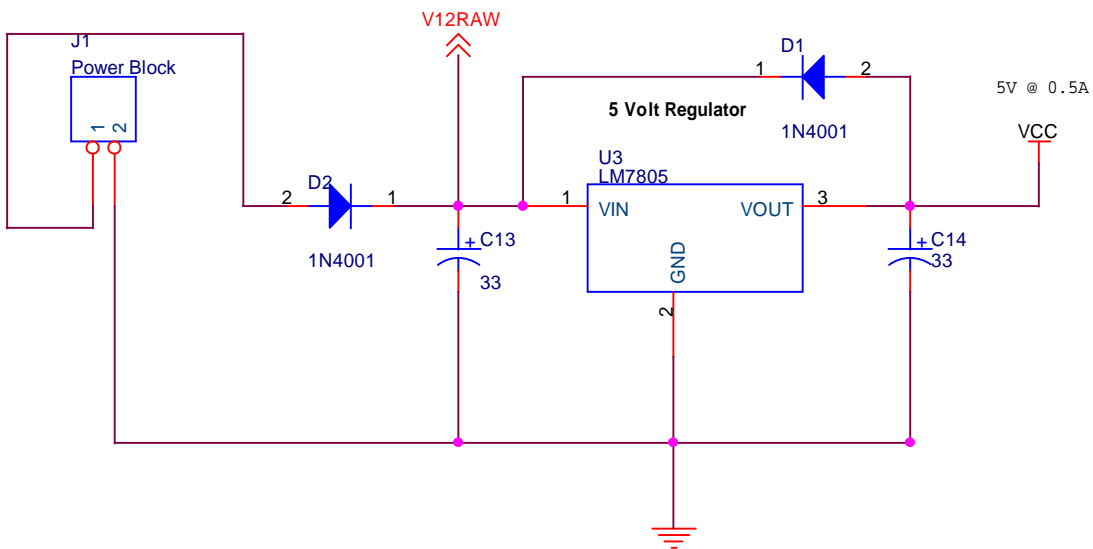 V12RAW
J1
Power Block
1
2
D1
1
2
1N4001
5V @ 0.5A
VCC
5 Volt Regulator
U3
LM7805
D2
2
1
1N4001
1
VIN
VOUT
3
GND
2
+
C13
33
+
C14
33